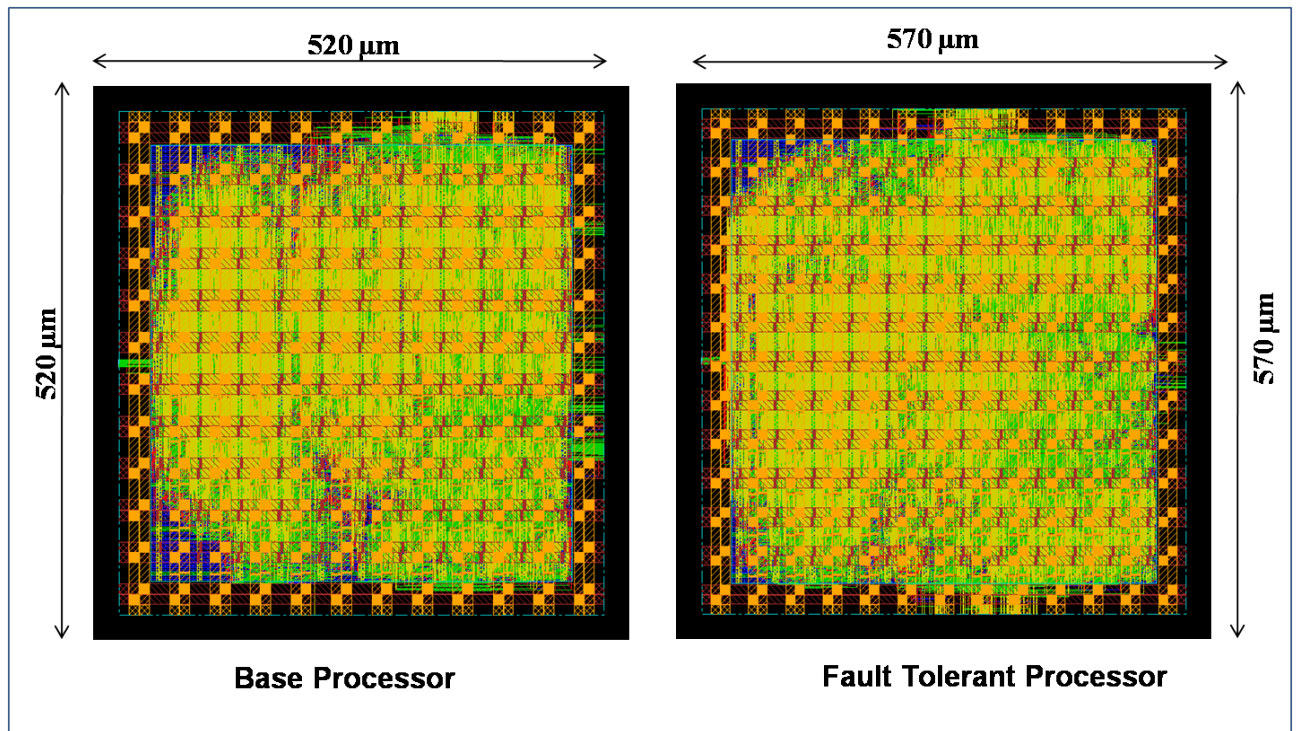 520 µm
570 µm
520 µm
570 µm
Base Processor
Fault Tolerant Processor